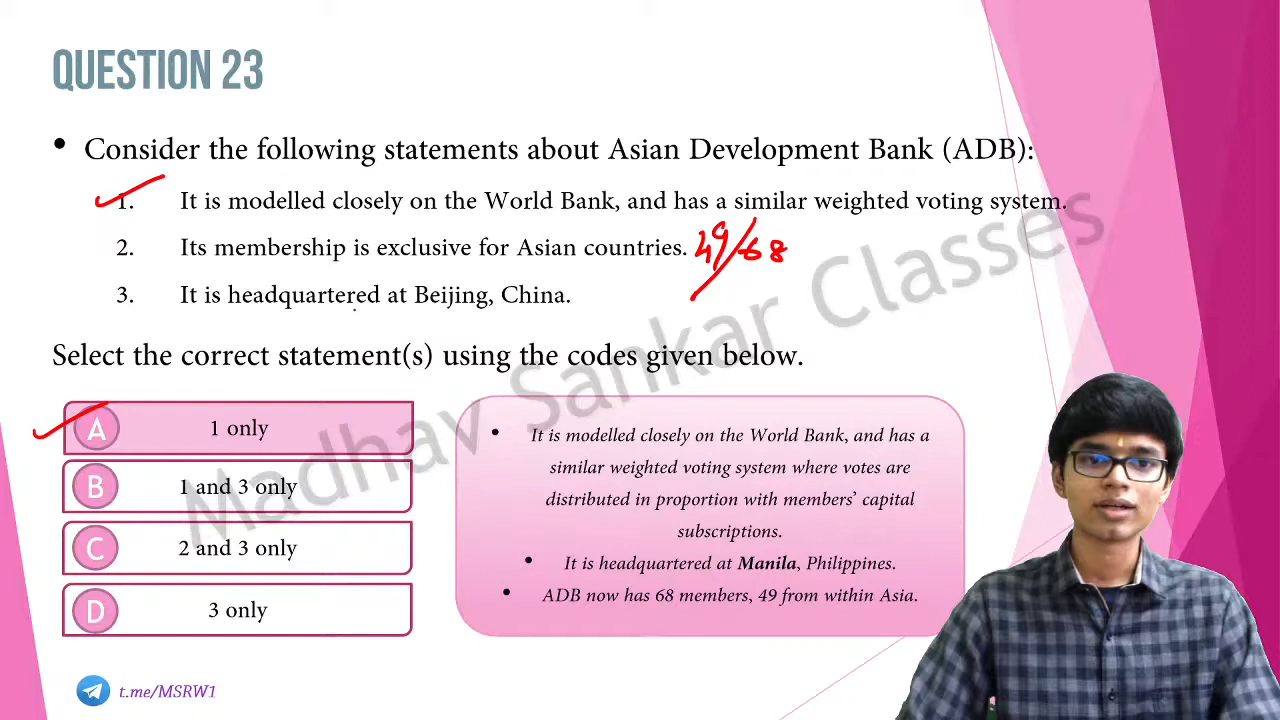 QUESTION 23
• Consider the following statements about Asian Development Bank (ADB):
1. It is modelled closely on the World Bank, and has a similar weighted voting system.
2. Its membership is exclusive for Asian countries. 49/68
3. It is headquartered at Beijing, China.
Select the correct statement(s) using the codes given below.
A 1 only
B 1 and 3 only
C 2 and 3 only
D 3 only
• It is modelled closely on the World Bank, and has a
similar weighted voting system where votes are
distributed in proportion with members' capital
subscriptions.
• It is headquartered at Manila, Philippines.
• ADB now has 68 members, 49 from within Asia.
Madhav Sankar Classes
t.me/MSRW1